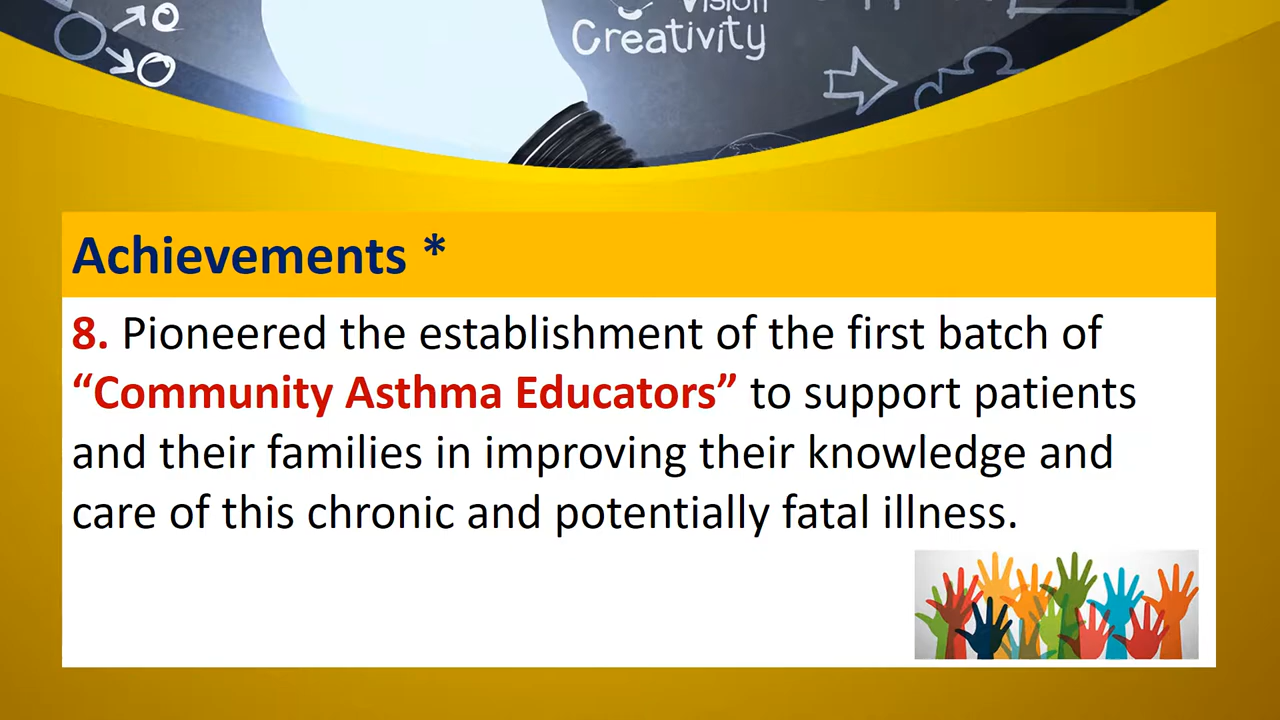 Vision
Creativity
Achievements *
8. Pioneered the establishment of the first batch of
“Community Asthma Educators” to support patients
and their families in improving their knowledge and
care of this chronic and potentially fatal illness.